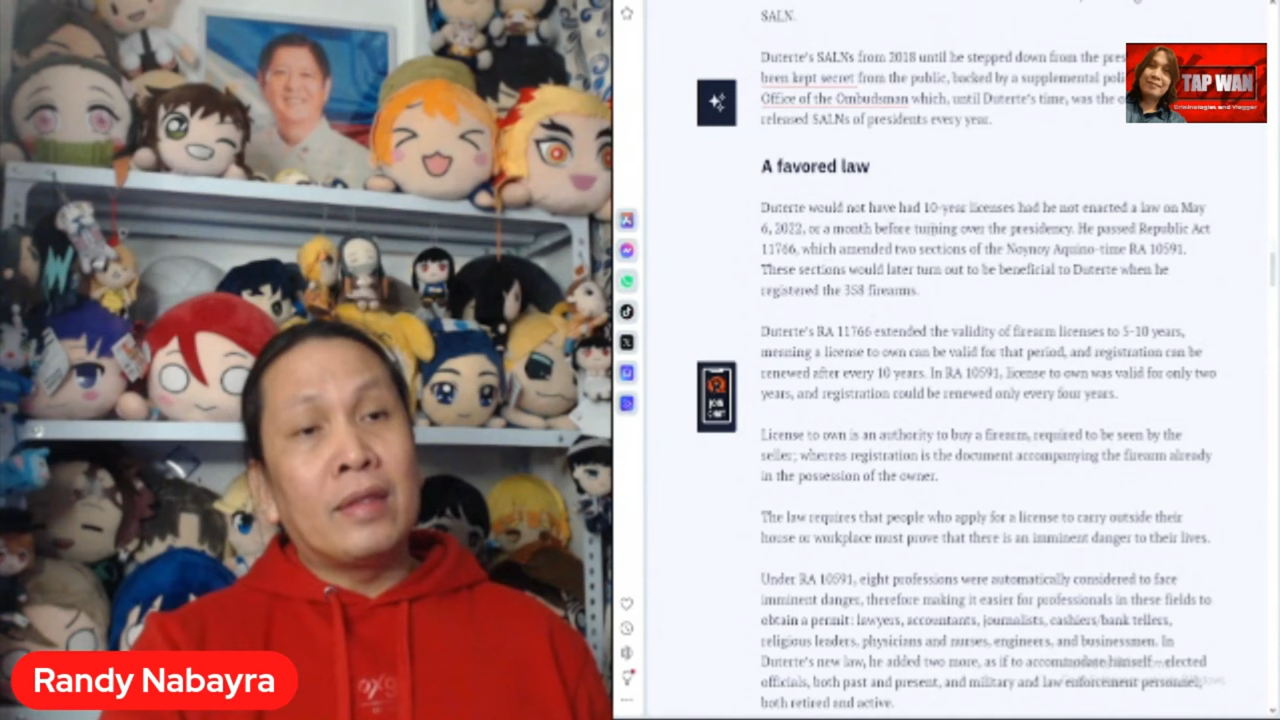 SALN.
Duterte's SALNs from 2018 until he stepped down from the pres
been kept secret from the public, backed by a supplemental poli
Office of the Ombudsman which, until Duterte's time, was the o
released SALNs of presidents every year.
TAP WAN
Criminologist and Vlogger
A favored law
Duterte would not have had 10-year licenses had he not enacted a law on May
6, 2022, or a month before turning over the presidency. He passed Republic Act
11766, which amended two sections of the Noynoy Aquino-time RA 10591.
These sections would later turn out to be beneficial to Duterte when he
registered the 358 firearms.
Duterte's RA 11766 extended the validity of firearm licenses to 5-10 years,
meaning a license to own can be valid for that period, and registration can be
renewed after every 10 years. In RA 10591, license to own was valid for only two
years, and registration could be renewed only every four years.
JOIN
CHAT
License to own is an authority to buy a firearm, required to be seen by the
seller; whereas registration is the document accompanying the firearm already
in the possession of the owner.
The law requires that people who apply for a license to carry outside their
house or workplace must prove that there is an imminent danger to their lives.
Under RA 10591, eight professions were automatically considered to face
imminent danger, therefore making it easier for professionals in these fields to
obtain a permit: lawyers, accountants, journalists, cashiers/bank tellers,
religious leaders, physicians and nurses, engineers, and businessmen. In
Duterte's new law, he added two more, as if to accommodate himself – elected
officials, both past and present, and military and law enforcement personnel,
both retired and active.
Randy Nabayra